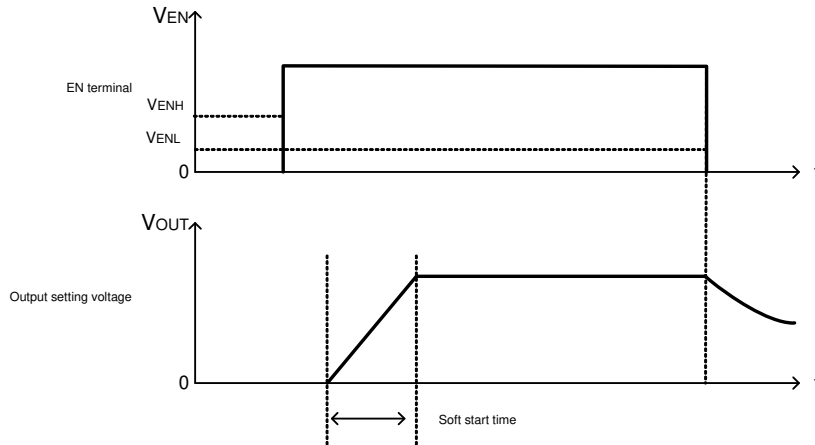 VEN
EN terminal
VENH
VENL
0
t
VOUT
Output setting voltage
0
t
Soft start time